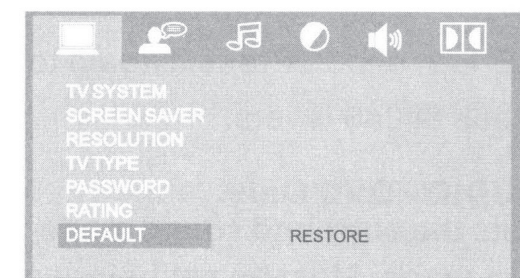 TV SYSTEM
SCREEN SAVER
RESOLUTION
TV TYPE
PASSWORD
RATING
DEFAULT RESTORE